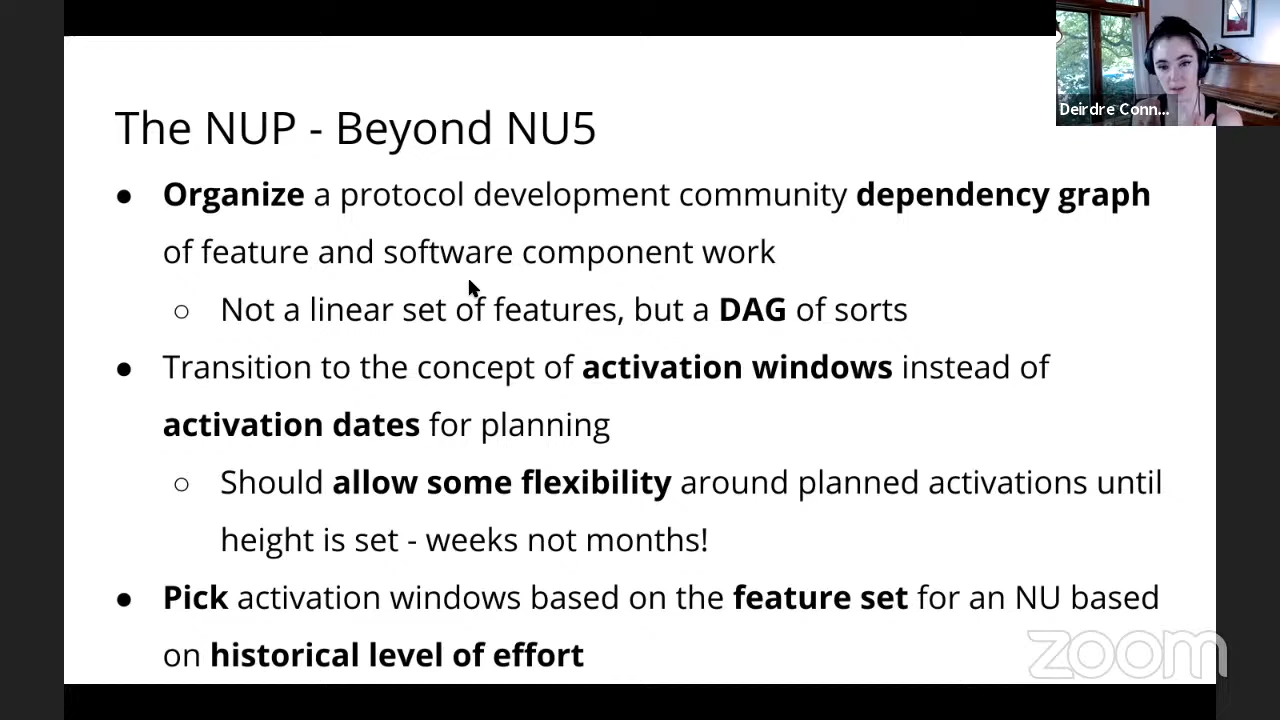 Deirdre Conn...
The NUP - Beyond NU5
● Organize a protocol development community dependency graph
of feature and software component work
○ Not a linear set of features, but a DAG of sorts
● Transition to the concept of activation windows instead of
activation dates for planning
○ Should allow some flexibility around planned activations until
height is set - weeks not months!
● Pick activation windows based on the feature set for an NU based
on historical level of effort
zoom